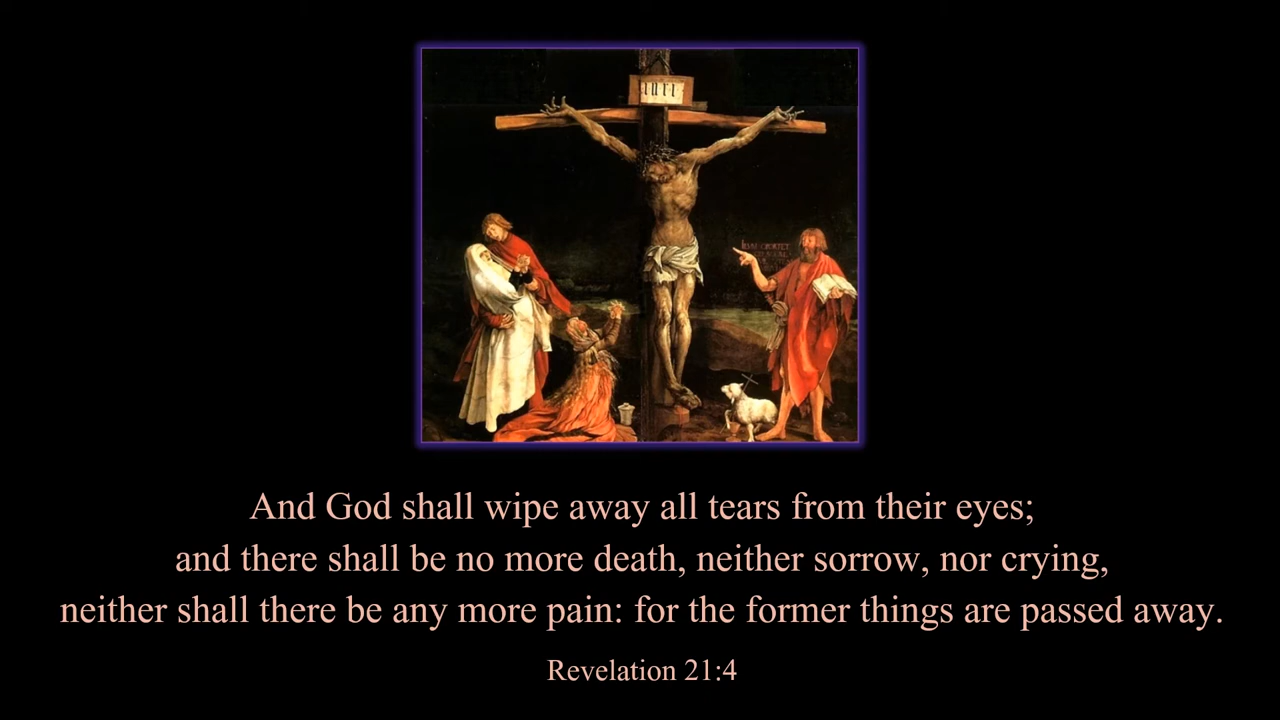 INRI
And God shall wipe away all tears from their eyes;
and there shall be no more death, neither sorrow, nor crying,
neither shall there be any more pain: for the former things are passed away.
Revelation 21:4